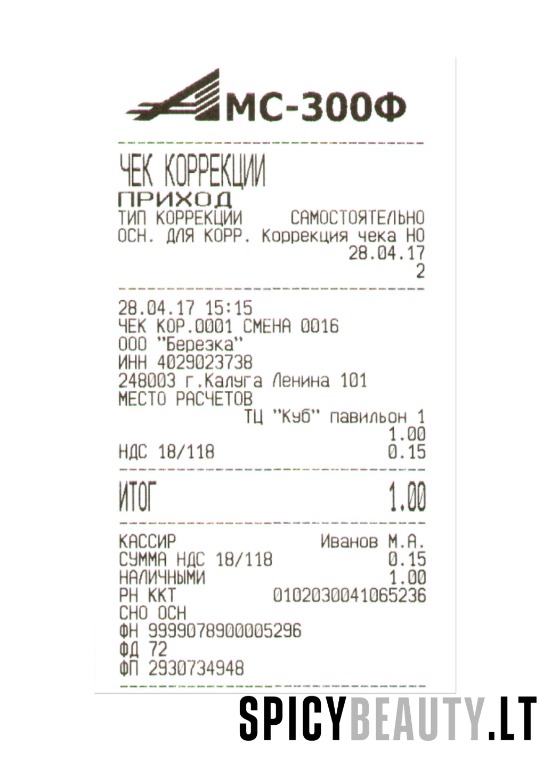 МС-300Ф
ЧЕК КОРРЕКЦИИ
ПРИХОД
ТИП КОРРЕКЦИИ САМОСТОЯТЕЛЬНО
ОСН. ДЛЯ КОРР. Коррекция чека НО
28.04.17
2
28.04.17 15:15
ЧЕК КОР.0001 СМЕНА 0016
ООО "Березка"
ИНН 4029023738
248003 г.Калуга Ленина 101
МЕСТО РАСЧЕТОВ
ТЦ "Куб" павильон 1
1.00
НДС 18/118 0.15
ИТОГ 1.00
КАССИР Иванов М.А.
СУММА НДС 18/118 0.15
НАЛИЧНЫМИ 1.00
РН ККТ 0102030041065236
СНО ОСН
ФН 9999078900005296
ФД 72
ФП 2930734948
SPICYBEAUTY.LT